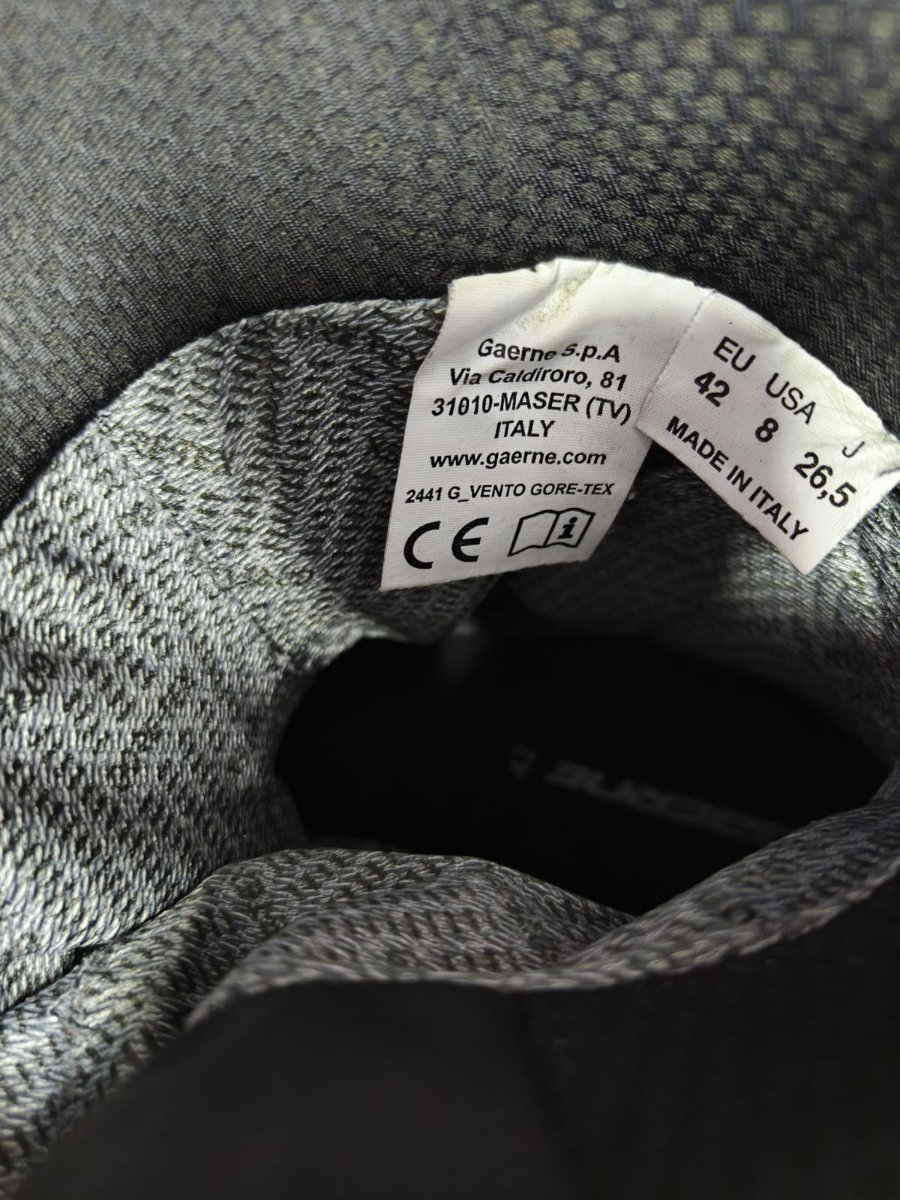 Gaerne S.p.A
Via Caldiroro, 81
31010-MASER (TV)
ITALY
www.gaerne.com
2441 G_VENTO GORE-TEX
CE
EU USA J
42 8 26,5
MADE IN ITALY